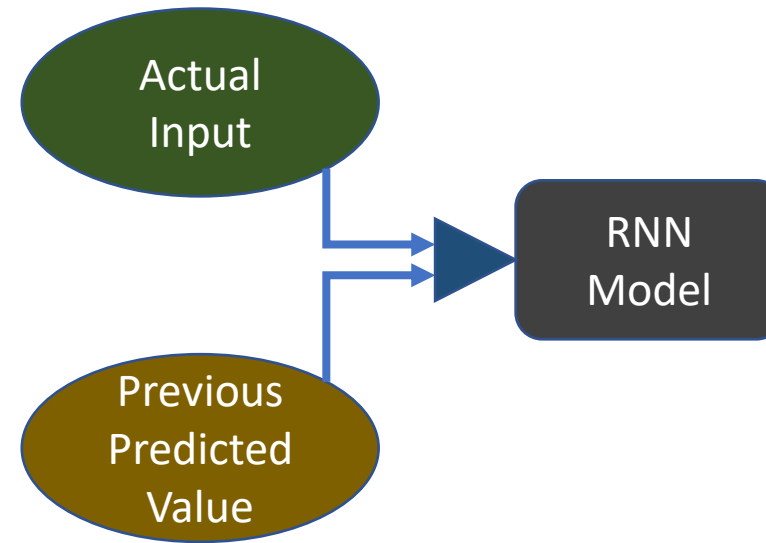 Actual
Input
RNN
Model
Previous
Predicted
Value